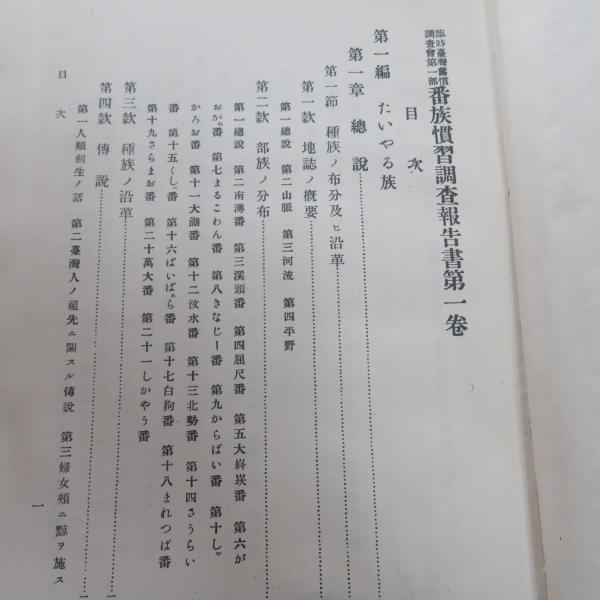 臨時臺灣舊慣
調查會第一部
番族慣習調査報告書第一卷
目次
第一編 たいやる族
第一章 總說
第一節 種族ノ布分及ヒ沿革
第一款 地誌ノ槪要
第一總說 第二山脈 第三河流 第四平野
第二款 部族ノ分布
第一總說 第二南澳番 第三溪頭番 第四屈尺番 第五大嵙崁番 第六が
おがん番 第七まるこわん番 第八きなじー番 第九からばい番 第十しゃ
かろお番 第十一大湖番 第十二汶水番 第十三北勢番 第十四さうらい
番 第十五くし番 第十六ばいばら番 第十七白狗番 第十八まれつば番
第十九さらまお番 第二十萬大番 第二十一しかやう番
第三款 種族ノ沿革
第四款 傳說
第一人類創生ノ話 第二臺灣人ノ祖先ニ關スル傳說 第三婦女頰ニ黥ヲ施ス
目次
一